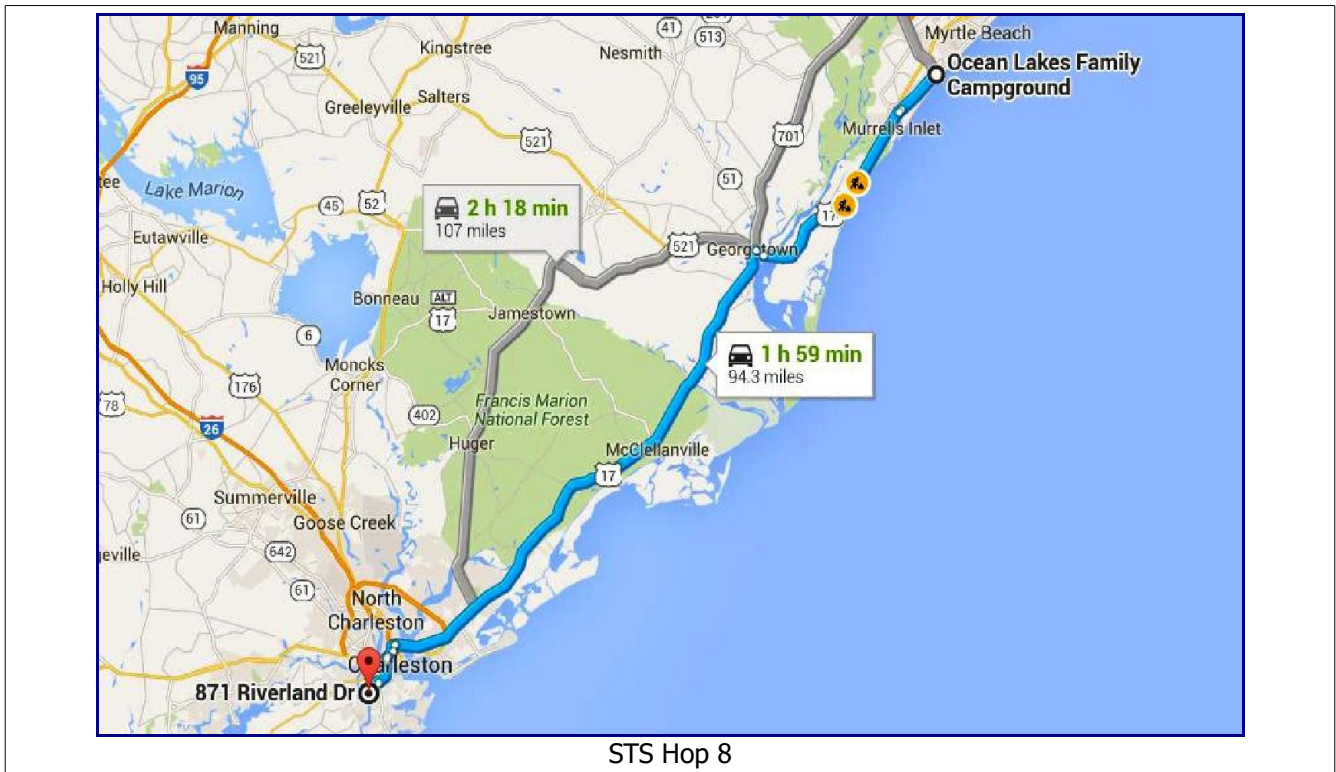 Manning
41
513
Myrtle Beach
521
Kingstree
Nesmith
Ocean Lakes Family
Campground
95
Greeleyville
Salters
701
Murrells Inlet
521
tee
Lake Marion
51
45
52
2 h 18 min
107 miles
17
Eutawville
521
Georgetown
Holly Hill
Bonneau
ALT
17
Jamestown
6
1 h 59 min
94.3 miles
Moncks
Corner
176
78
402
Francis Marion
National Forest
26
Huger
McClellanville
17
Summerville
61
Goose Creek
642
eville
61
North
Charleston
Charleston
871 Riverland Dr
STS Hop 8